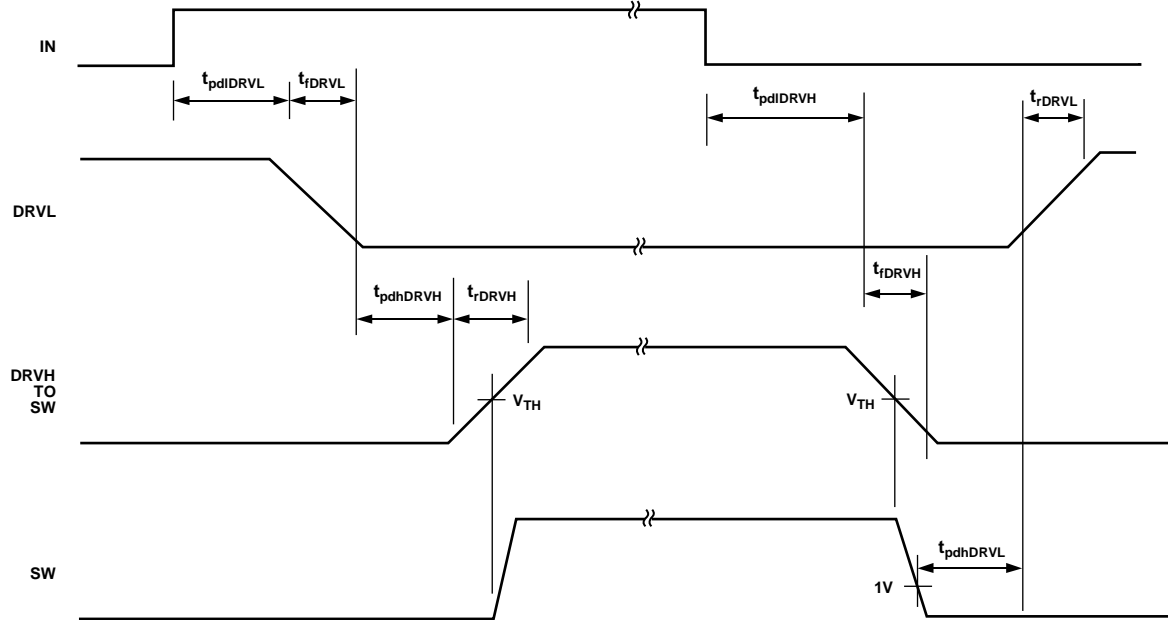 IN
tpdlDRVL
tfDRVL
tpdlDRVH
trDRVL
DRVL
tpdhDRVH
trDRVH
tfDRVH
DRVH
TO
SW
VTH
VTH
SW
1V
tpdhDRVL